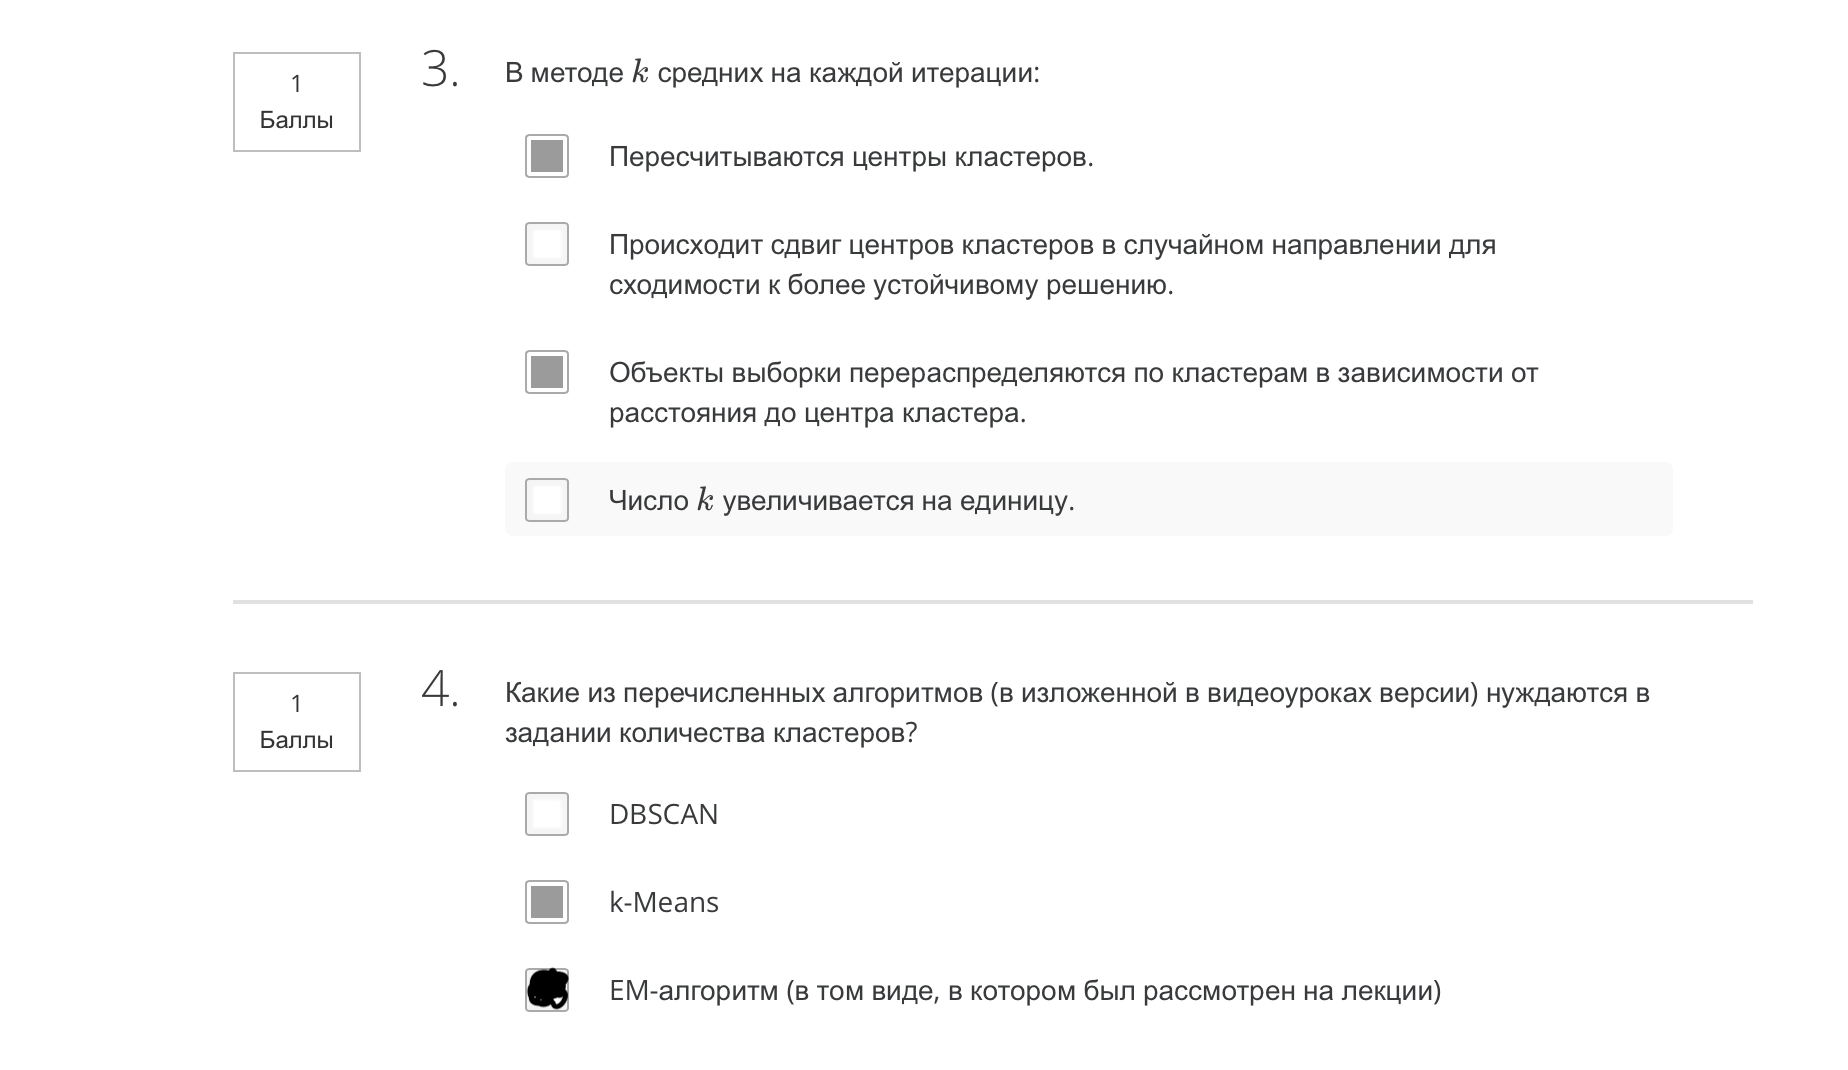 1
Баллы
3.
В методе k средних на каждой итерации:
Пересчитываются центры кластеров.
Происходит сдвиг центров кластеров в случайном направлении для
сходимости к более устойчивому решению.
Объекты выборки перераспределяются по кластерам в зависимости от
расстояния до центра кластера.
Число k увеличивается на единицу.
1
Баллы
4.
Какие из перечисленных алгоритмов (в изложенной в видеоуроках версии) нуждаются в
задании количества кластеров?
DBSCAN
k-Means
EM-алгоритм (в том виде, в котором был рассмотрен на лекции)